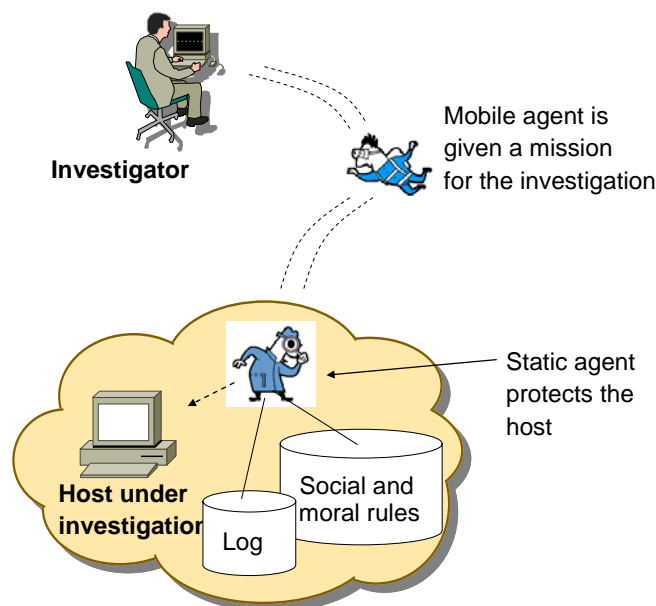 Investigator
Mobile agent is
given a mission
for the investigation
Static agent
protects the
host
Host under
investigation
Log
Social and
moral rules